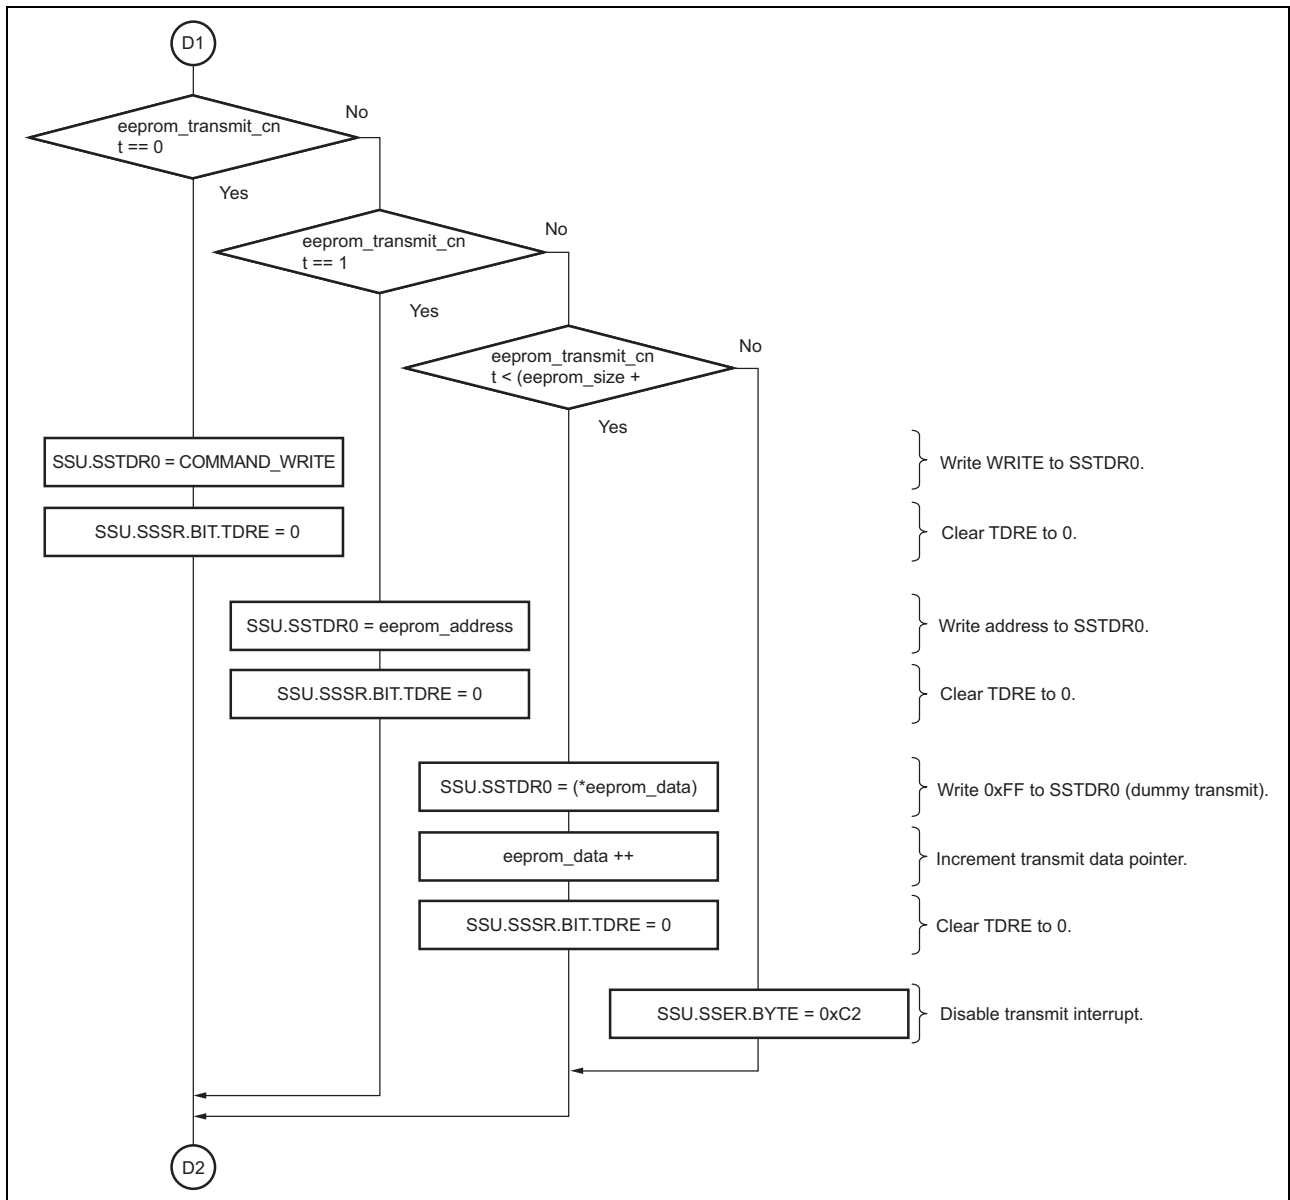 D1
eeprom_transmit_cn
t == 0
No
Yes
eeprom_transmit_cn
t == 1
No
Yes
eeprom_transmit_cn
t < (eeprom_size +
No
Yes
SSU.SSTDR0 = COMMAND_WRITE
Write WRITE to SSTDR0.
SSU.SSSR.BIT.TDRE = 0
Clear TDRE to 0.
SSU.SSTDR0 = eeprom_address
Write address to SSTDR0.
SSU.SSSR.BIT.TDRE = 0
Clear TDRE to 0.
SSU.SSTDR0 = (*eeprom_data)
Write 0xFF to SSTDR0 (dummy transmit).
eeprom_data ++
Increment transmit data pointer.
SSU.SSSR.BIT.TDRE = 0
Clear TDRE to 0.
SSU.SSER.BYTE = 0xC2
Disable transmit interrupt.
D2